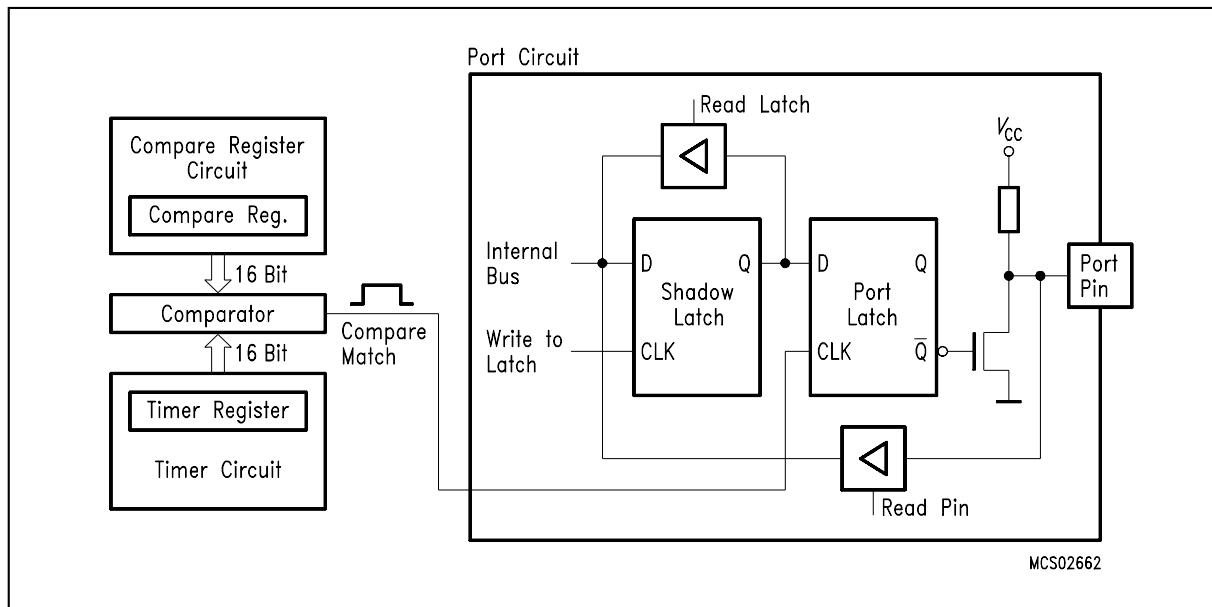 Port Circuit
Read Latch
Compare Register
Circuit
Compare Reg.
16 Bit
Comparator
16 Bit
Timer Register
Timer Circuit
Compare
Match
Internal
Bus
Write to
Latch
D
Q
Shadow
Latch
CLK
D
Q
Port
Latch
CLK
Q̅
VCC
Port
Pin
Read Pin
MCS02662